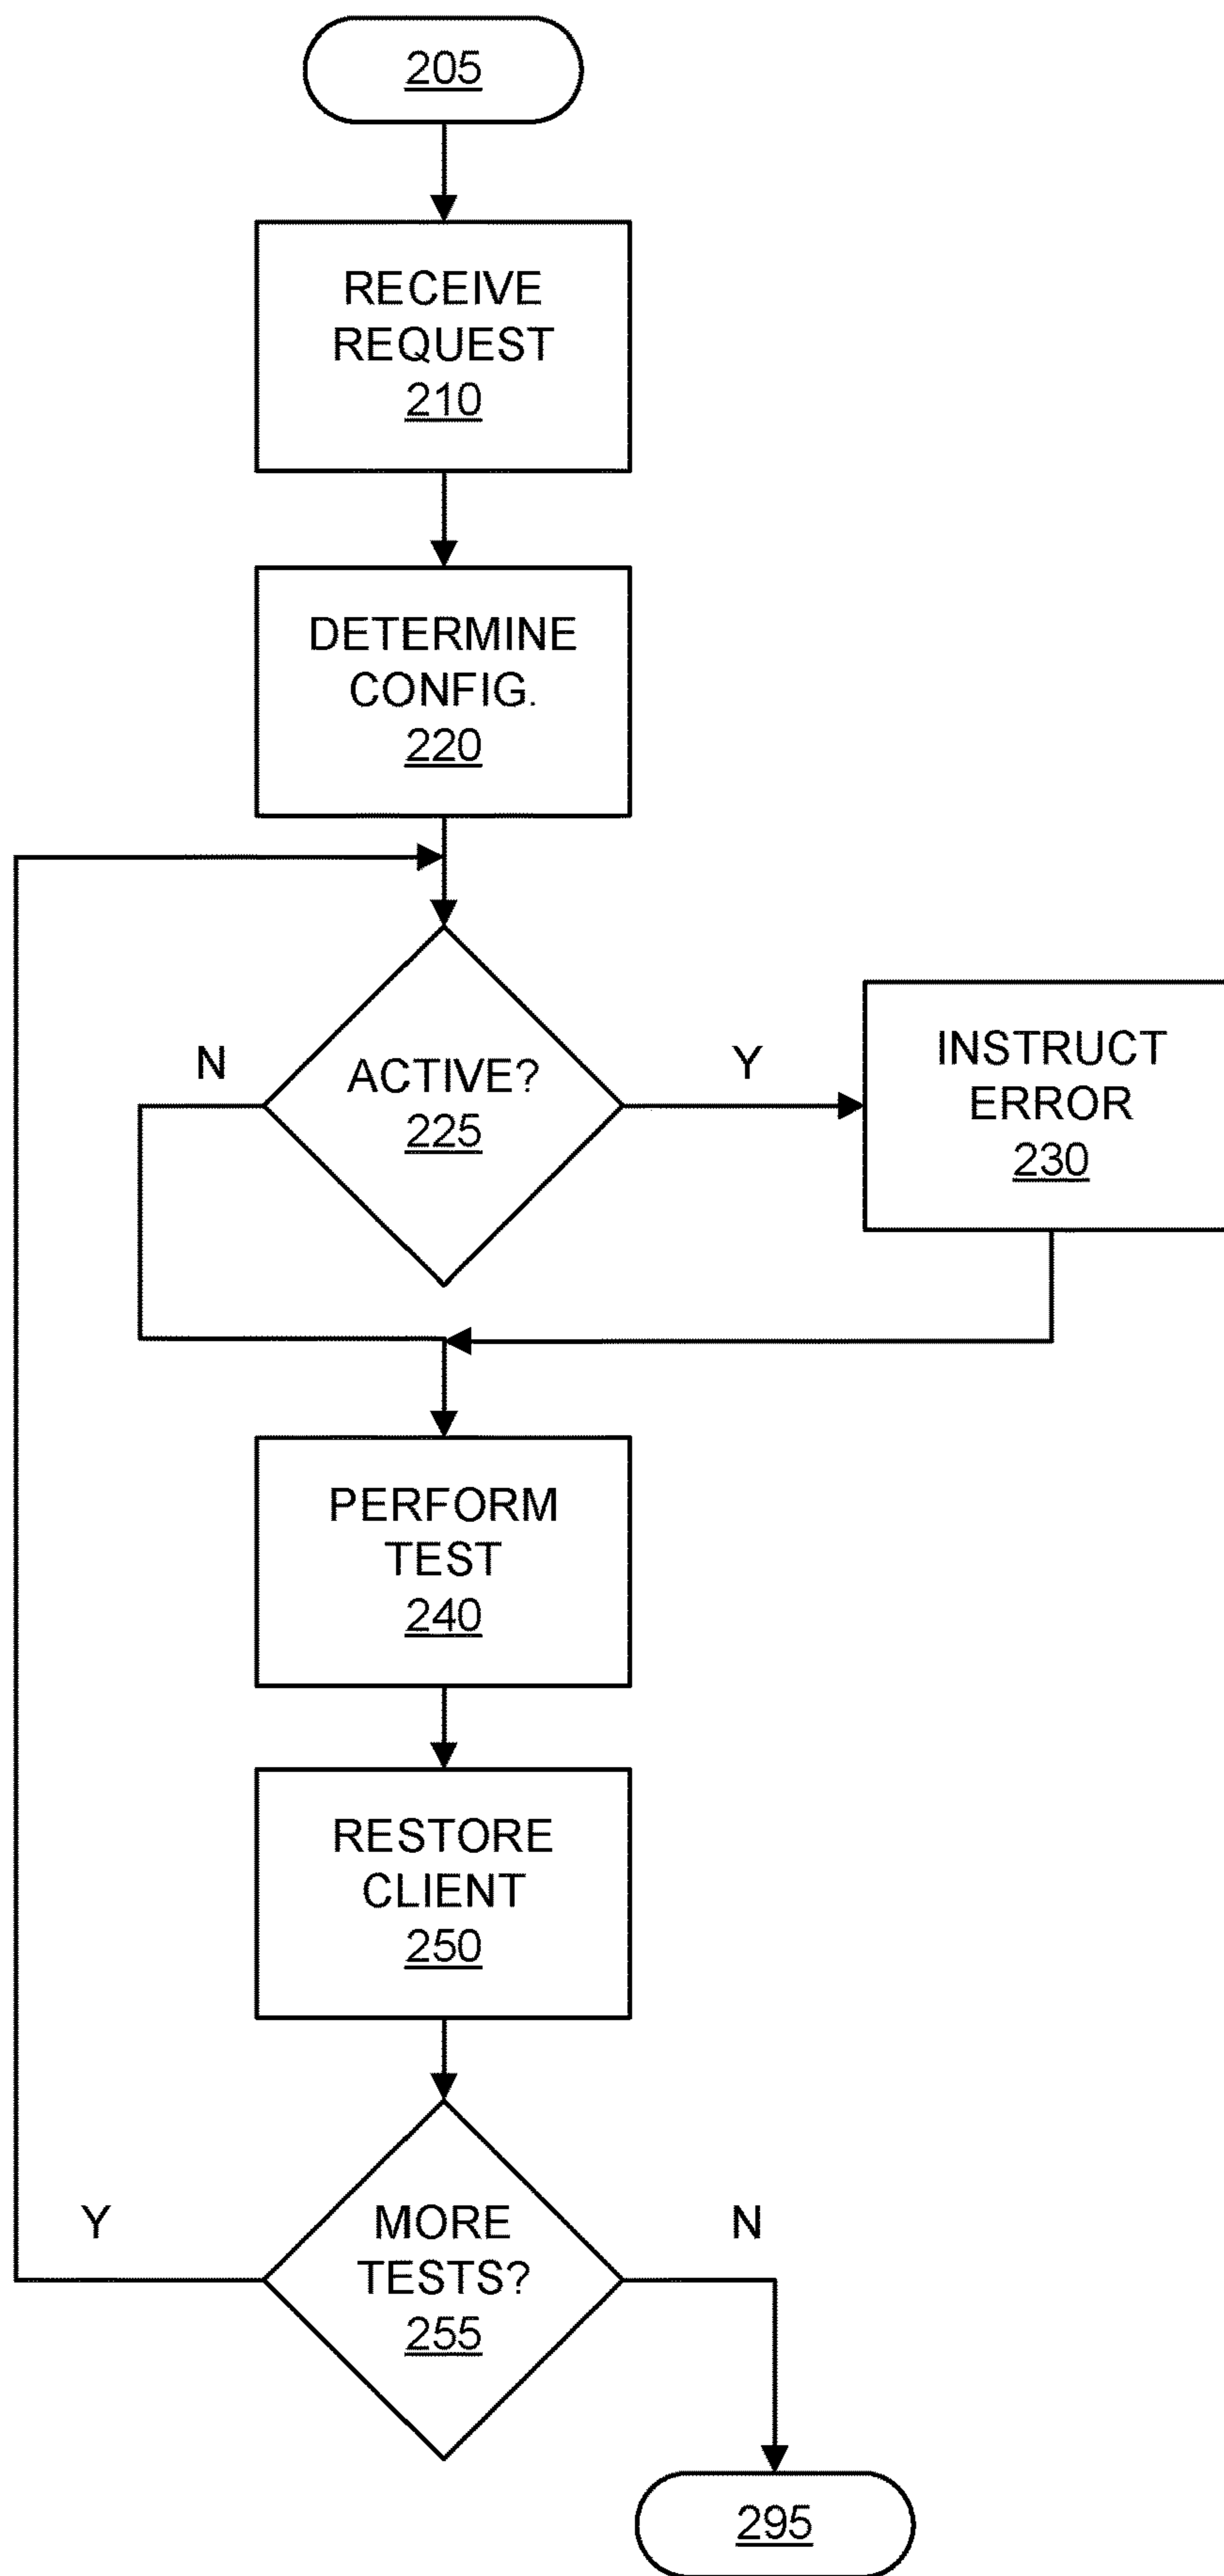 205
RECEIVE
REQUEST
210
DETERMINE
CONFIG.
220
N
ACTIVE?
225
Y
INSTRUCT
ERROR
230
PERFORM
TEST
240
RESTORE
CLIENT
250
Y
MORE
TESTS?
255
N
295